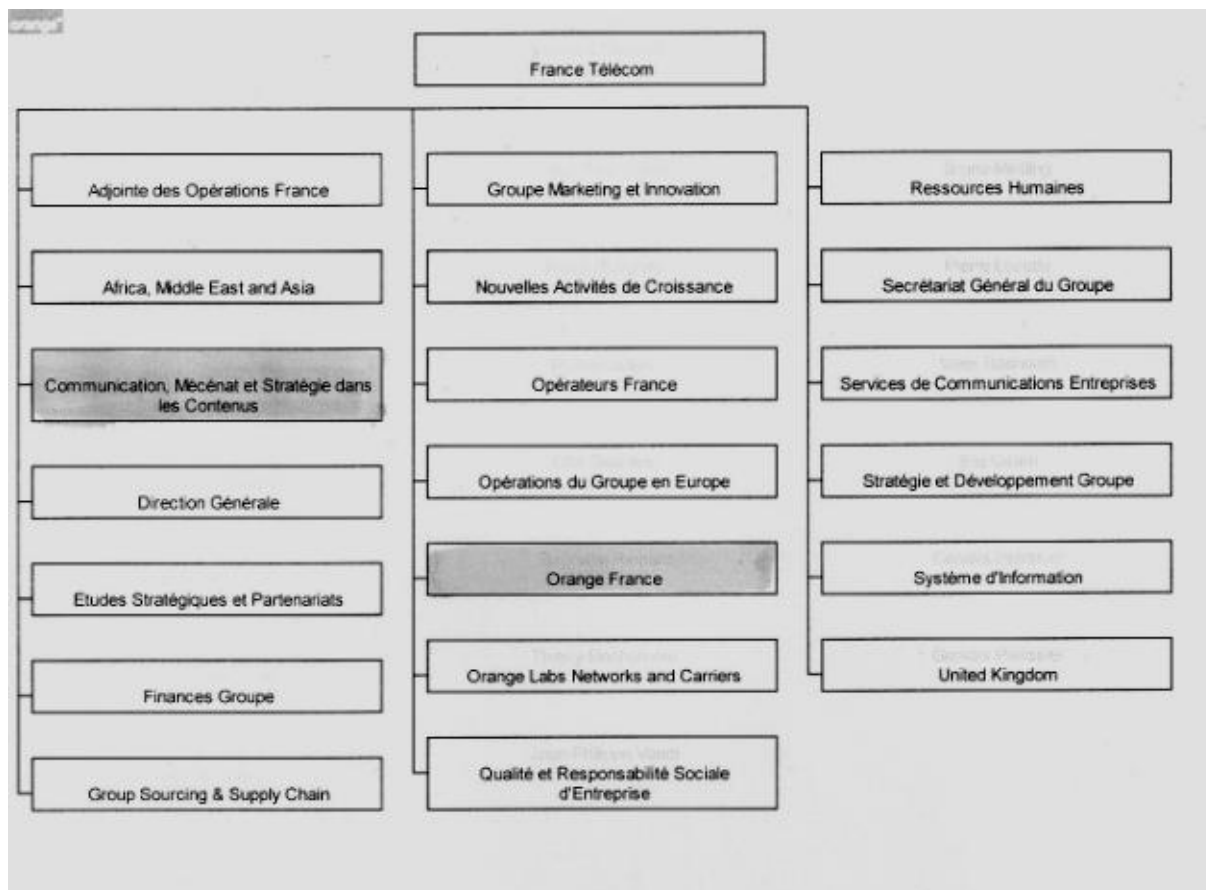 orange
France Télécom
Adjointe des Opérations France
Africa, Middle East and Asia
Communication, Mécénat et Stratégie dans
les Contenus
Direction Générale
Etudes Stratégiques et Partenariats
Finances Groupe
Group Sourcing & Supply Chain
Groupe Marketing et Innovation
Nouvelles Activités de Croissance
Opérateurs France
Opérations du Groupe en Europe
Orange France
Orange Labs Networks and Carriers
Qualité et Responsabilité Sociale
d'Entreprise
Ressources Humaines
Secrétariat Général du Groupe
Services de Communications Entreprises
Stratégie et Développement Groupe
Système d'Information
United Kingdom